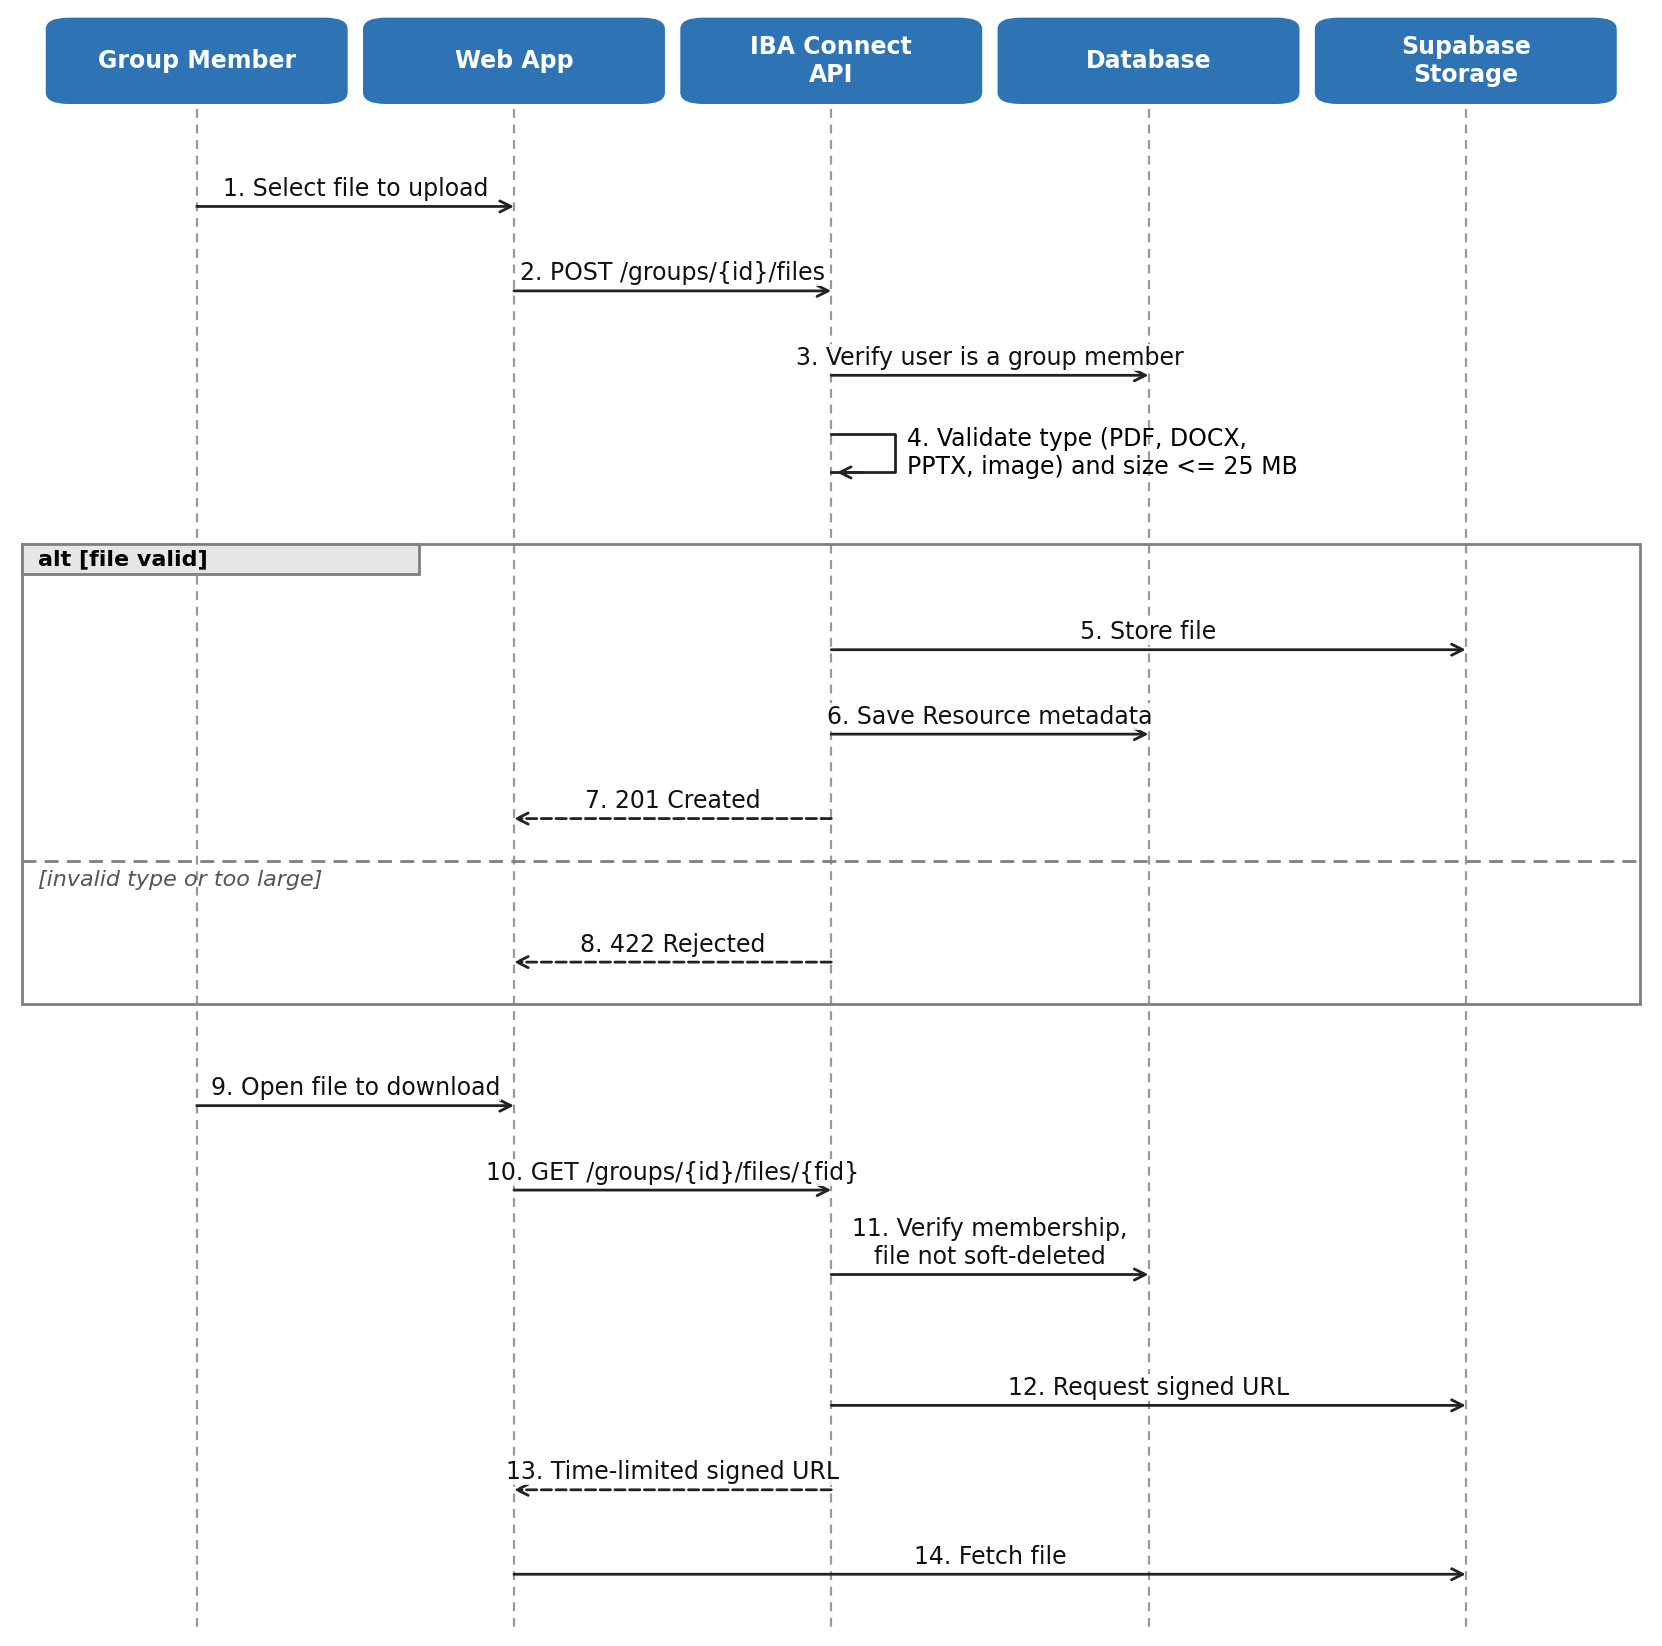 Group Member
Web App
IBA Connect
API
Database
Supabase
Storage
1. Select file to upload
2. POST /groups/{id}/files
3. Verify user is a group member
4. Validate type (PDF, DOCX,
PPTX, image) and size <= 25 MB
alt [file valid]
5. Store file
6. Save Resource metadata
7. 201 Created
[invalid type or too large]
8. 422 Rejected
9. Open file to download
10. GET /groups/{id}/files/{fid}
11. Verify membership,
file not soft-deleted
12. Request signed URL
13. Time-limited signed URL
14. Fetch file